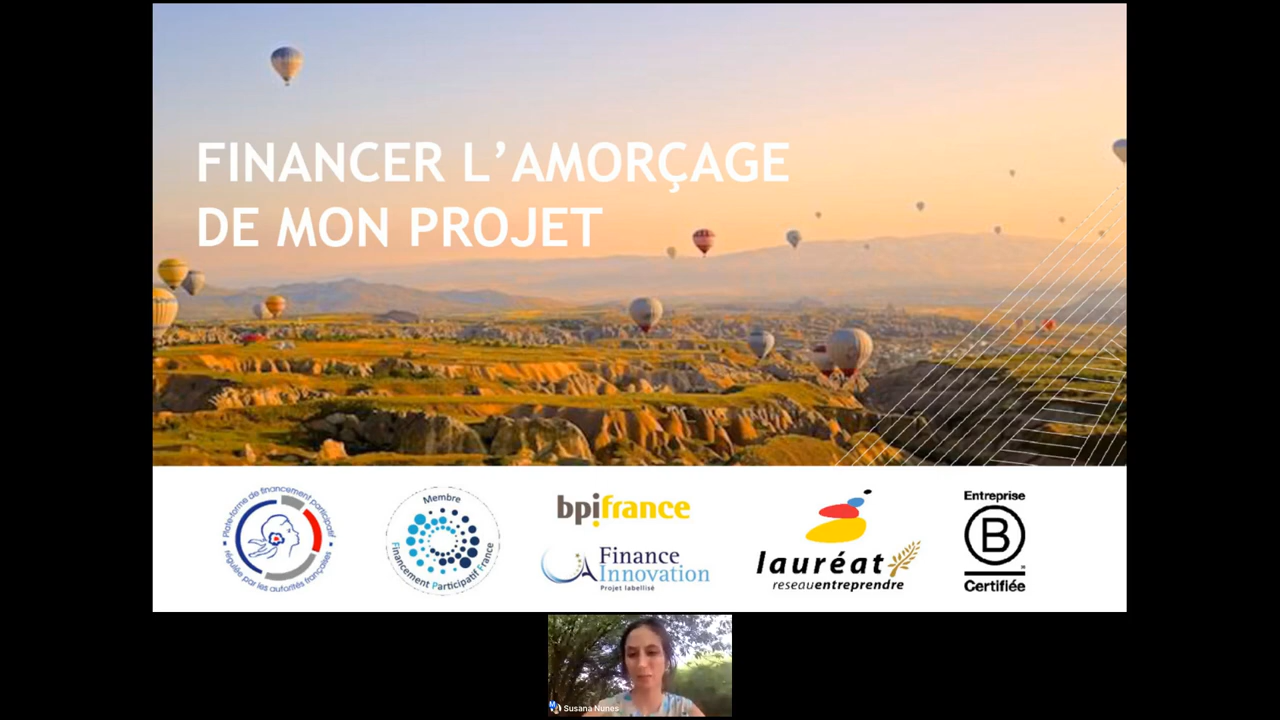 FINANCER L’AMORÇAGE
DE MON PROJET
Plate-forme de financement participatif
régulée par les autorités françaises
Membre
Financement Participatif France
bpifrance
Finance
Innovation
Projet labellisé
lauréat
reseauentreprendre
Entreprise
B
Certifiée
Susana Nunes